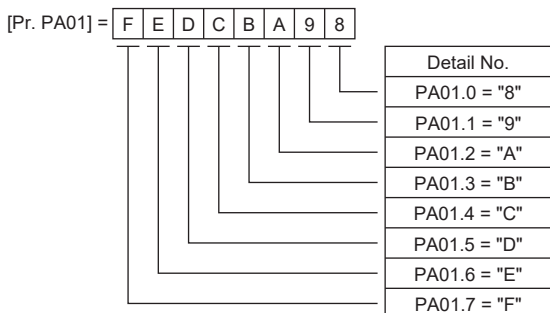 [Pr. PA01] = F E D C B A 9 8
Detail No.
PA01.0 = "8"
PA01.1 = "9"
PA01.2 = "A"
PA01.3 = "B"
PA01.4 = "C"
PA01.5 = "D"
PA01.6 = "E"
PA01.7 = "F"